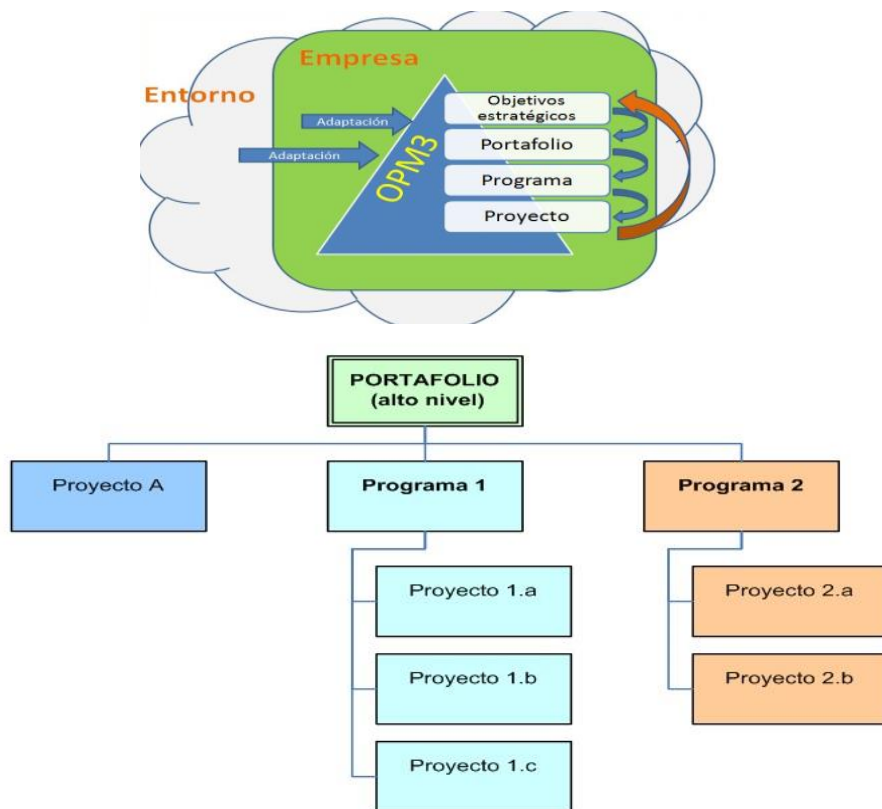 Empresa
Entorno
Adaptación
Adaptación
OPM3
Objetivos
estratégicos
Portafolio
Programa
Proyecto
PORTAFOLIO
(alto nivel)
Proyecto A
Programa 1
Programa 2
Proyecto 1.a
Proyecto 2.a
Proyecto 1.b
Proyecto 2.b
Proyecto 1.c